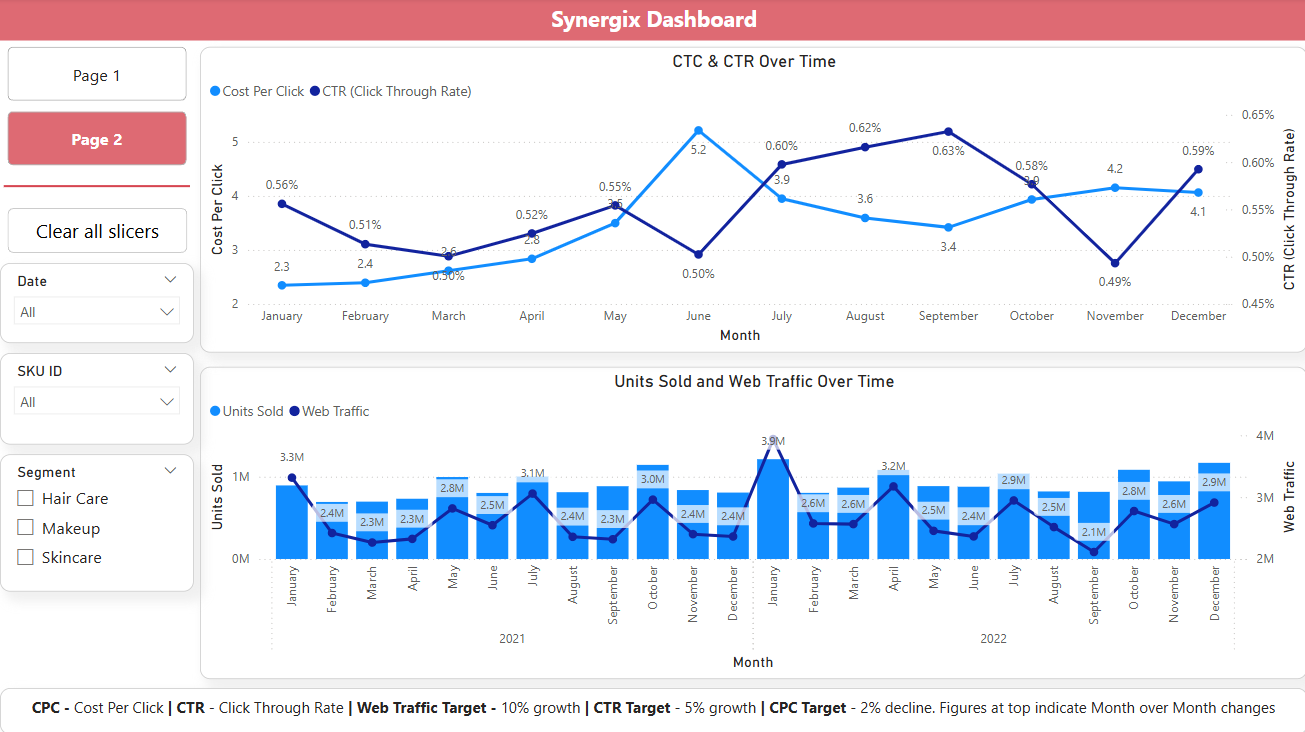 Synergix Dashboard
Page 1
Page 2
Clear all slicers
Date
All
SKU ID
All
Segment
Hair Care
Makeup
Skincare
CTC & CTR Over Time
Cost Per Click CTR (Click Through Rate)
Cost Per Click
5
4
3
2
0.65%
0.60%
0.55%
0.50%
0.45%
CTR (Click Through Rate)
0.56% 0.51% 0.50% 0.52% 0.55% 0.50% 0.60% 0.62% 0.63% 0.58% 0.49% 0.59%
2.3 2.4 2.6 2.8 3.5 5.2 3.9 3.6 3.4 3.9 4.2 4.1
January February March April May June July August September October November December
Month
Units Sold and Web Traffic Over Time
Units Sold Web Traffic
Units Sold
1M
0M
4M
3M
2M
Web Traffic
3.3M 2.4M 2.3M 2.3M 2.8M 2.5M 3.1M 2.4M 2.3M 3.0M 2.4M 2.4M 3.9M 2.6M 2.6M 3.2M 2.5M 2.4M 2.9M 2.5M 2.1M 2.8M 2.6M 2.9M
January February March April May June July August September October November December January February March April May June July August September October November December
2021 2022
Month
CPC - Cost Per Click | CTR - Click Through Rate | Web Traffic Target - 10% growth | CTR Target - 5% growth | CPC Target - 2% decline. Figures at top indicate Month over Month changes